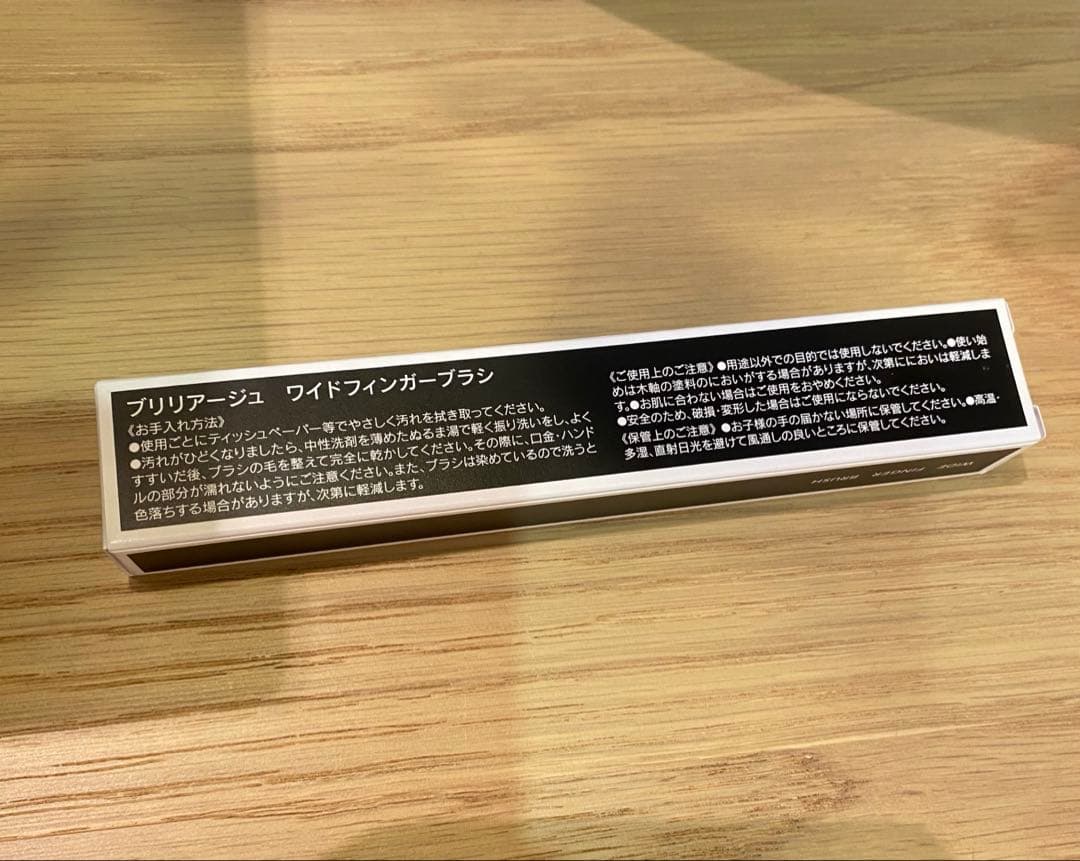 ブリリアージュ　ワイドフィンガーブラシ
《お手入れ方法》
●使用ごとにティッシュペーパー等でやさしく汚れを拭き取ってください。
●汚れがひどくなりましたら、中性洗剤を薄めたぬるま湯で軽く振り洗いをし、よく
すすいだ後、ブラシの毛を整えて完全に乾かしてください。その際に、口金・ハンド
ルの部分が濡れないようにご注意ください。また、ブラシは染めているので洗うと
色落ちする場合がありますが、次第に軽減します。
《ご使用上のご注意》●用途以外での目的では使用しないでください。●使い始
めは木軸の塗料のにおいがする場合がありますが、次第ににおいは軽減しま
す。●お肌に合わない場合はご使用をおやめください。
●安全のため、破損・変形した場合はご使用にならないでください。
《保管上のご注意》●お子様の手の届かない場所に保管してください。●高温・
多湿、直射日光を避けて風通しの良いところに保管してください。
WIDE FINGER BRUSH